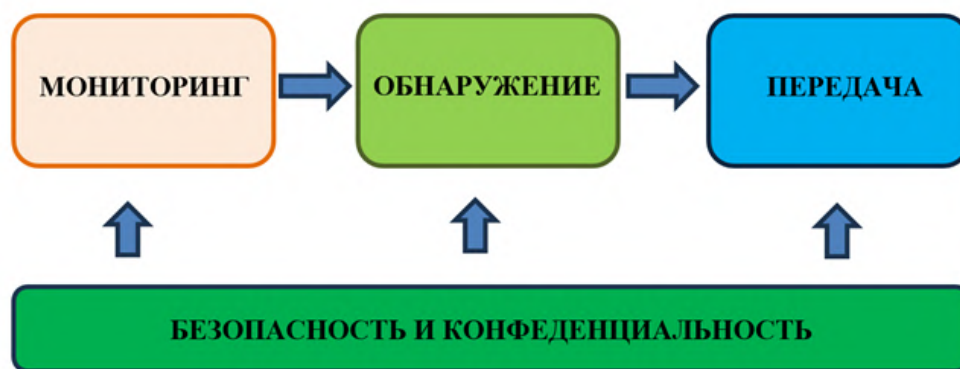 МОНИТОРИНГ
ОБНАРУЖЕНИЕ
ПЕРЕДАЧА
БЕЗОПАСНОСТЬ И КОНФЕДЕНЦИАЛЬНОСТЬ